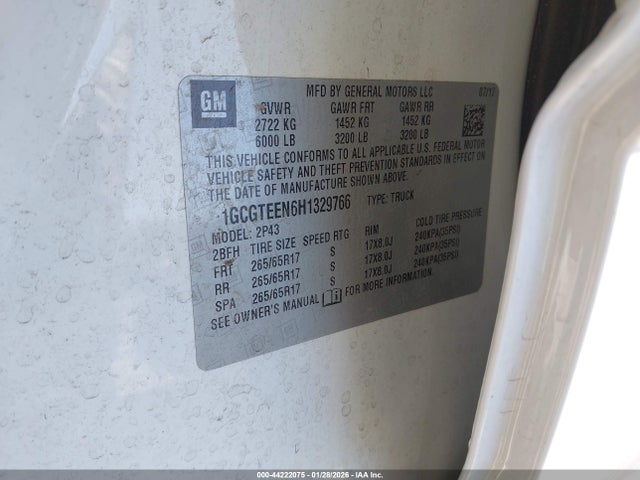 GM
MFD BY GENERAL MOTORS LLC 07/17
GVWR GAWR FRT GAWR RR
2722 KG 1452 KG 1452 KG
6000 LB 3200 LB 3200 LB
THIS VEHICLE CONFORMS TO ALL APPLICABLE U.S. FEDERAL MOTOR
VEHICLE SAFETY AND THEFT PREVENTION STANDARDS IN EFFECT ON
THE DATE OF MANUFACTURE SHOWN ABOVE.
1GCGTEEN6H1329766 TYPE: TRUCK
MODEL: 2P43
2BFH TIRE SIZE SPEED RTG RIM COLD TIRE PRESSURE
FRT 265/65R17 S 17X8.0J 240KPA(35PSI)
RR 265/65R17 S 17X8.0J 240KPA(35PSI)
SPA 265/65R17 S 17X8.0J 240KPA(35PSI)
SEE OWNER'S MANUAL FOR MORE INFORMATION.
000-44222075 | 01/28/2026 | IAA Inc.